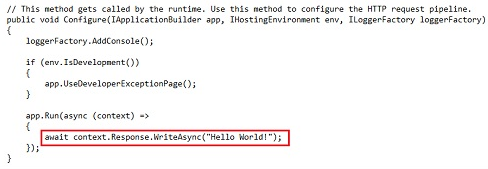 // This method gets called by the runtime. Use this method to configure the HTTP request pipeline.
public void Configure(IApplicationBuilder app, IHostingEnvironment env, ILoggerFactory loggerFactory)
{
    loggerFactory.AddConsole();

    if (env.IsDevelopment())
    {
        app.UseDeveloperExceptionPage();
    }

    app.Run(async (context) =>
    {
        await context.Response.WriteAsync("Hello World!");
    });
}